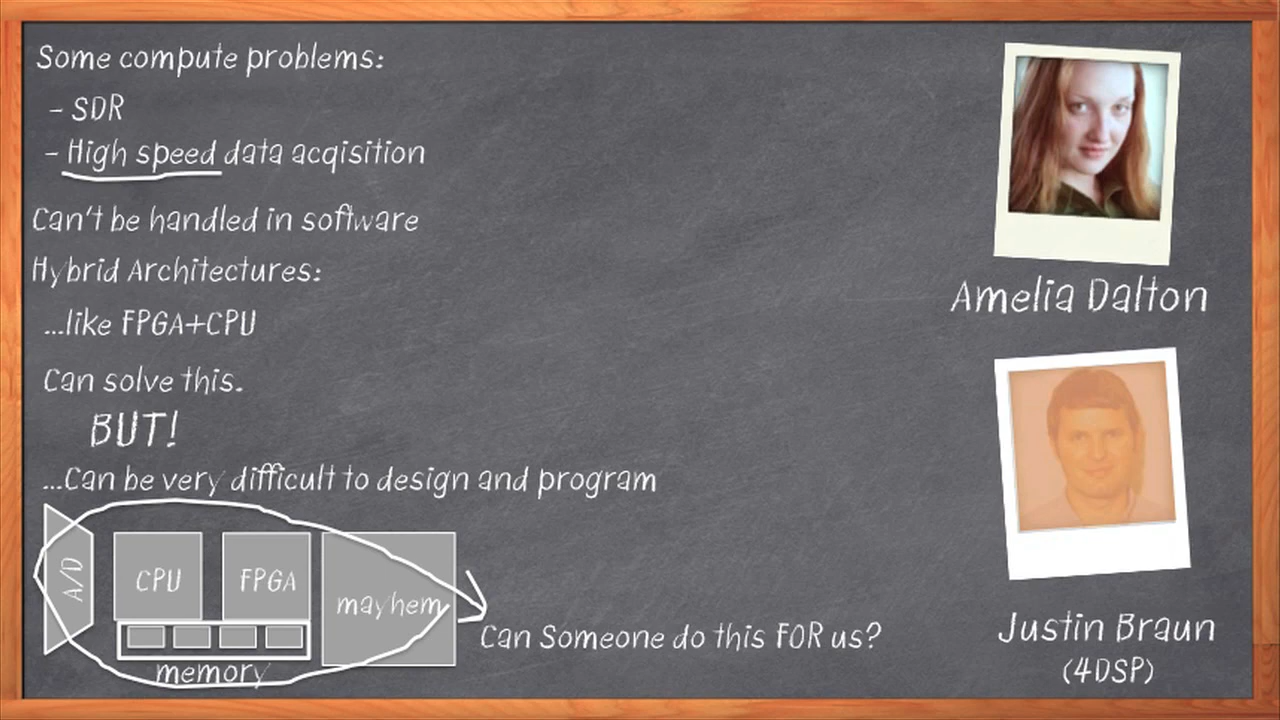 Some compute problems:
- SDR
- High speed data acqisition
Can't be handled in software
Hybrid Architectures:
...like FPGA+CPU
Can solve this.
BUT!
...Can be very difficult to design and program
A/D
CPU
FPGA
mayhem
memory
Can Someone do this FOR us?
Amelia Dalton
Justin Braun
(4DSP)